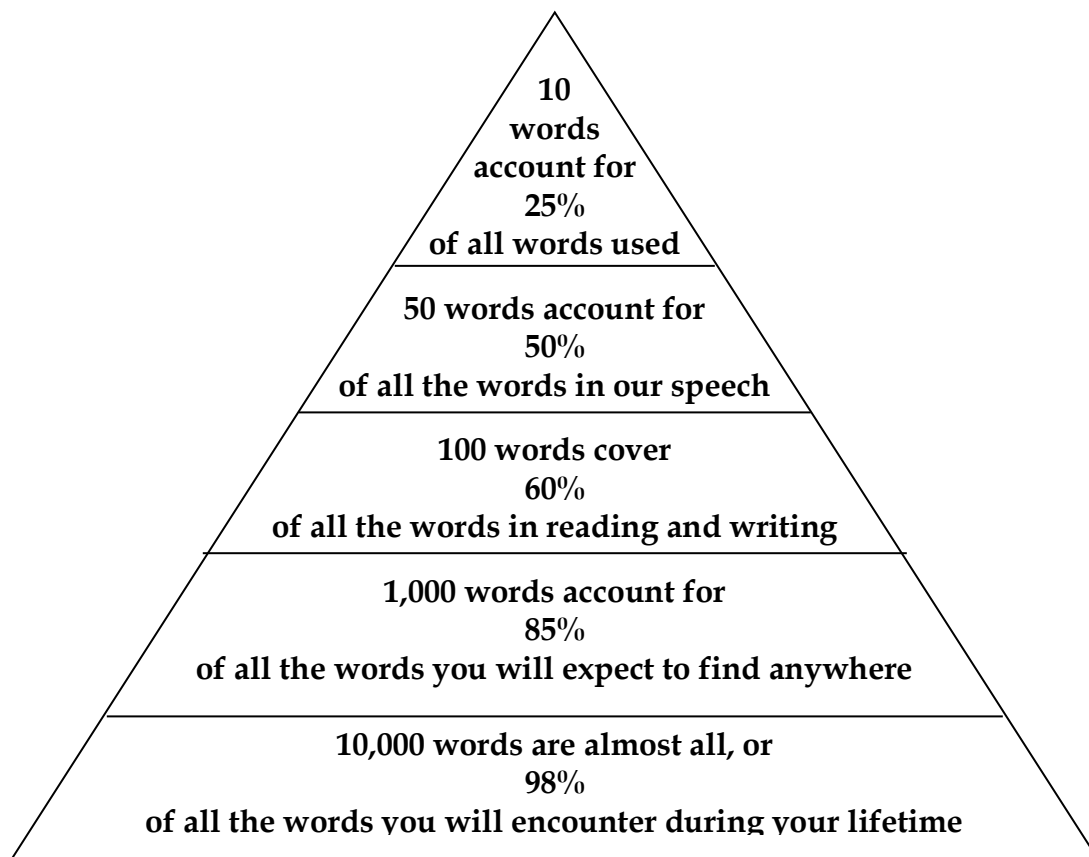 10
words
account for
25%
of all words used
50 words account for
50%
of all the words in our speech
100 words cover
60%
of all the words in reading and writing
1,000 words account for
85%
of all the words you will expect to find anywhere
10,000 words are almost all, or
98%
of all the words you will encounter during your lifetime